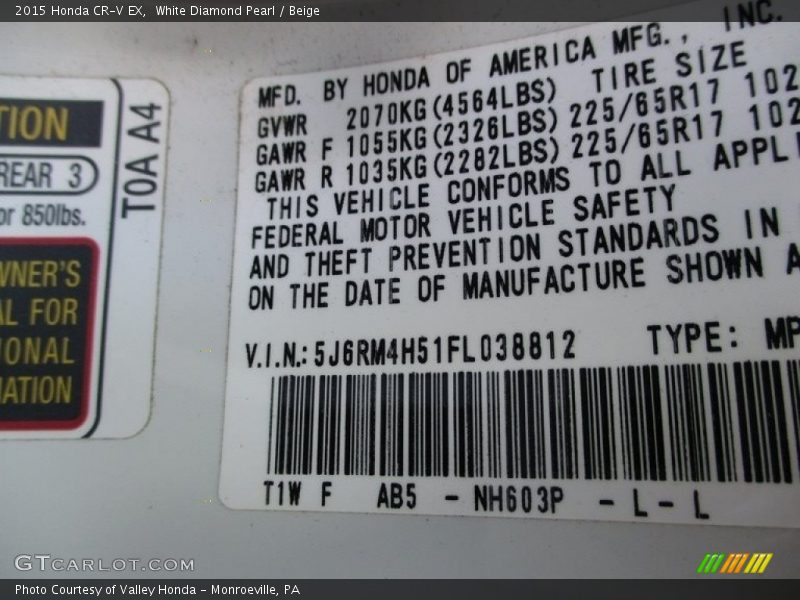 2015 Honda CR-V EX, White Diamond Pearl / Beige
TION
REAR 3
or 850lbs.
WNER'S
AL FOR
IONAL
MATION
TOA A4
MFD. BY HONDA OF AMERICA MFG., INC.
GVWR 2070KG(4564LBS) TIRE SIZE
GAWR F 1055KG(2326LBS) 225/65R17 102
GAWR R 1035KG(2282LBS) 225/65R17 102
THIS VEHICLE CONFORMS TO ALL APPLI
FEDERAL MOTOR VEHICLE SAFETY
AND THEFT PREVENTION STANDARDS IN
ON THE DATE OF MANUFACTURE SHOWN A
V.I.N.: 5J6RM4H51FL038812 TYPE: MP
T1W F AB5 - NH603P - L - L
GTCARLOT.COM
Photo Courtesy of Valley Honda - Monroeville, PA